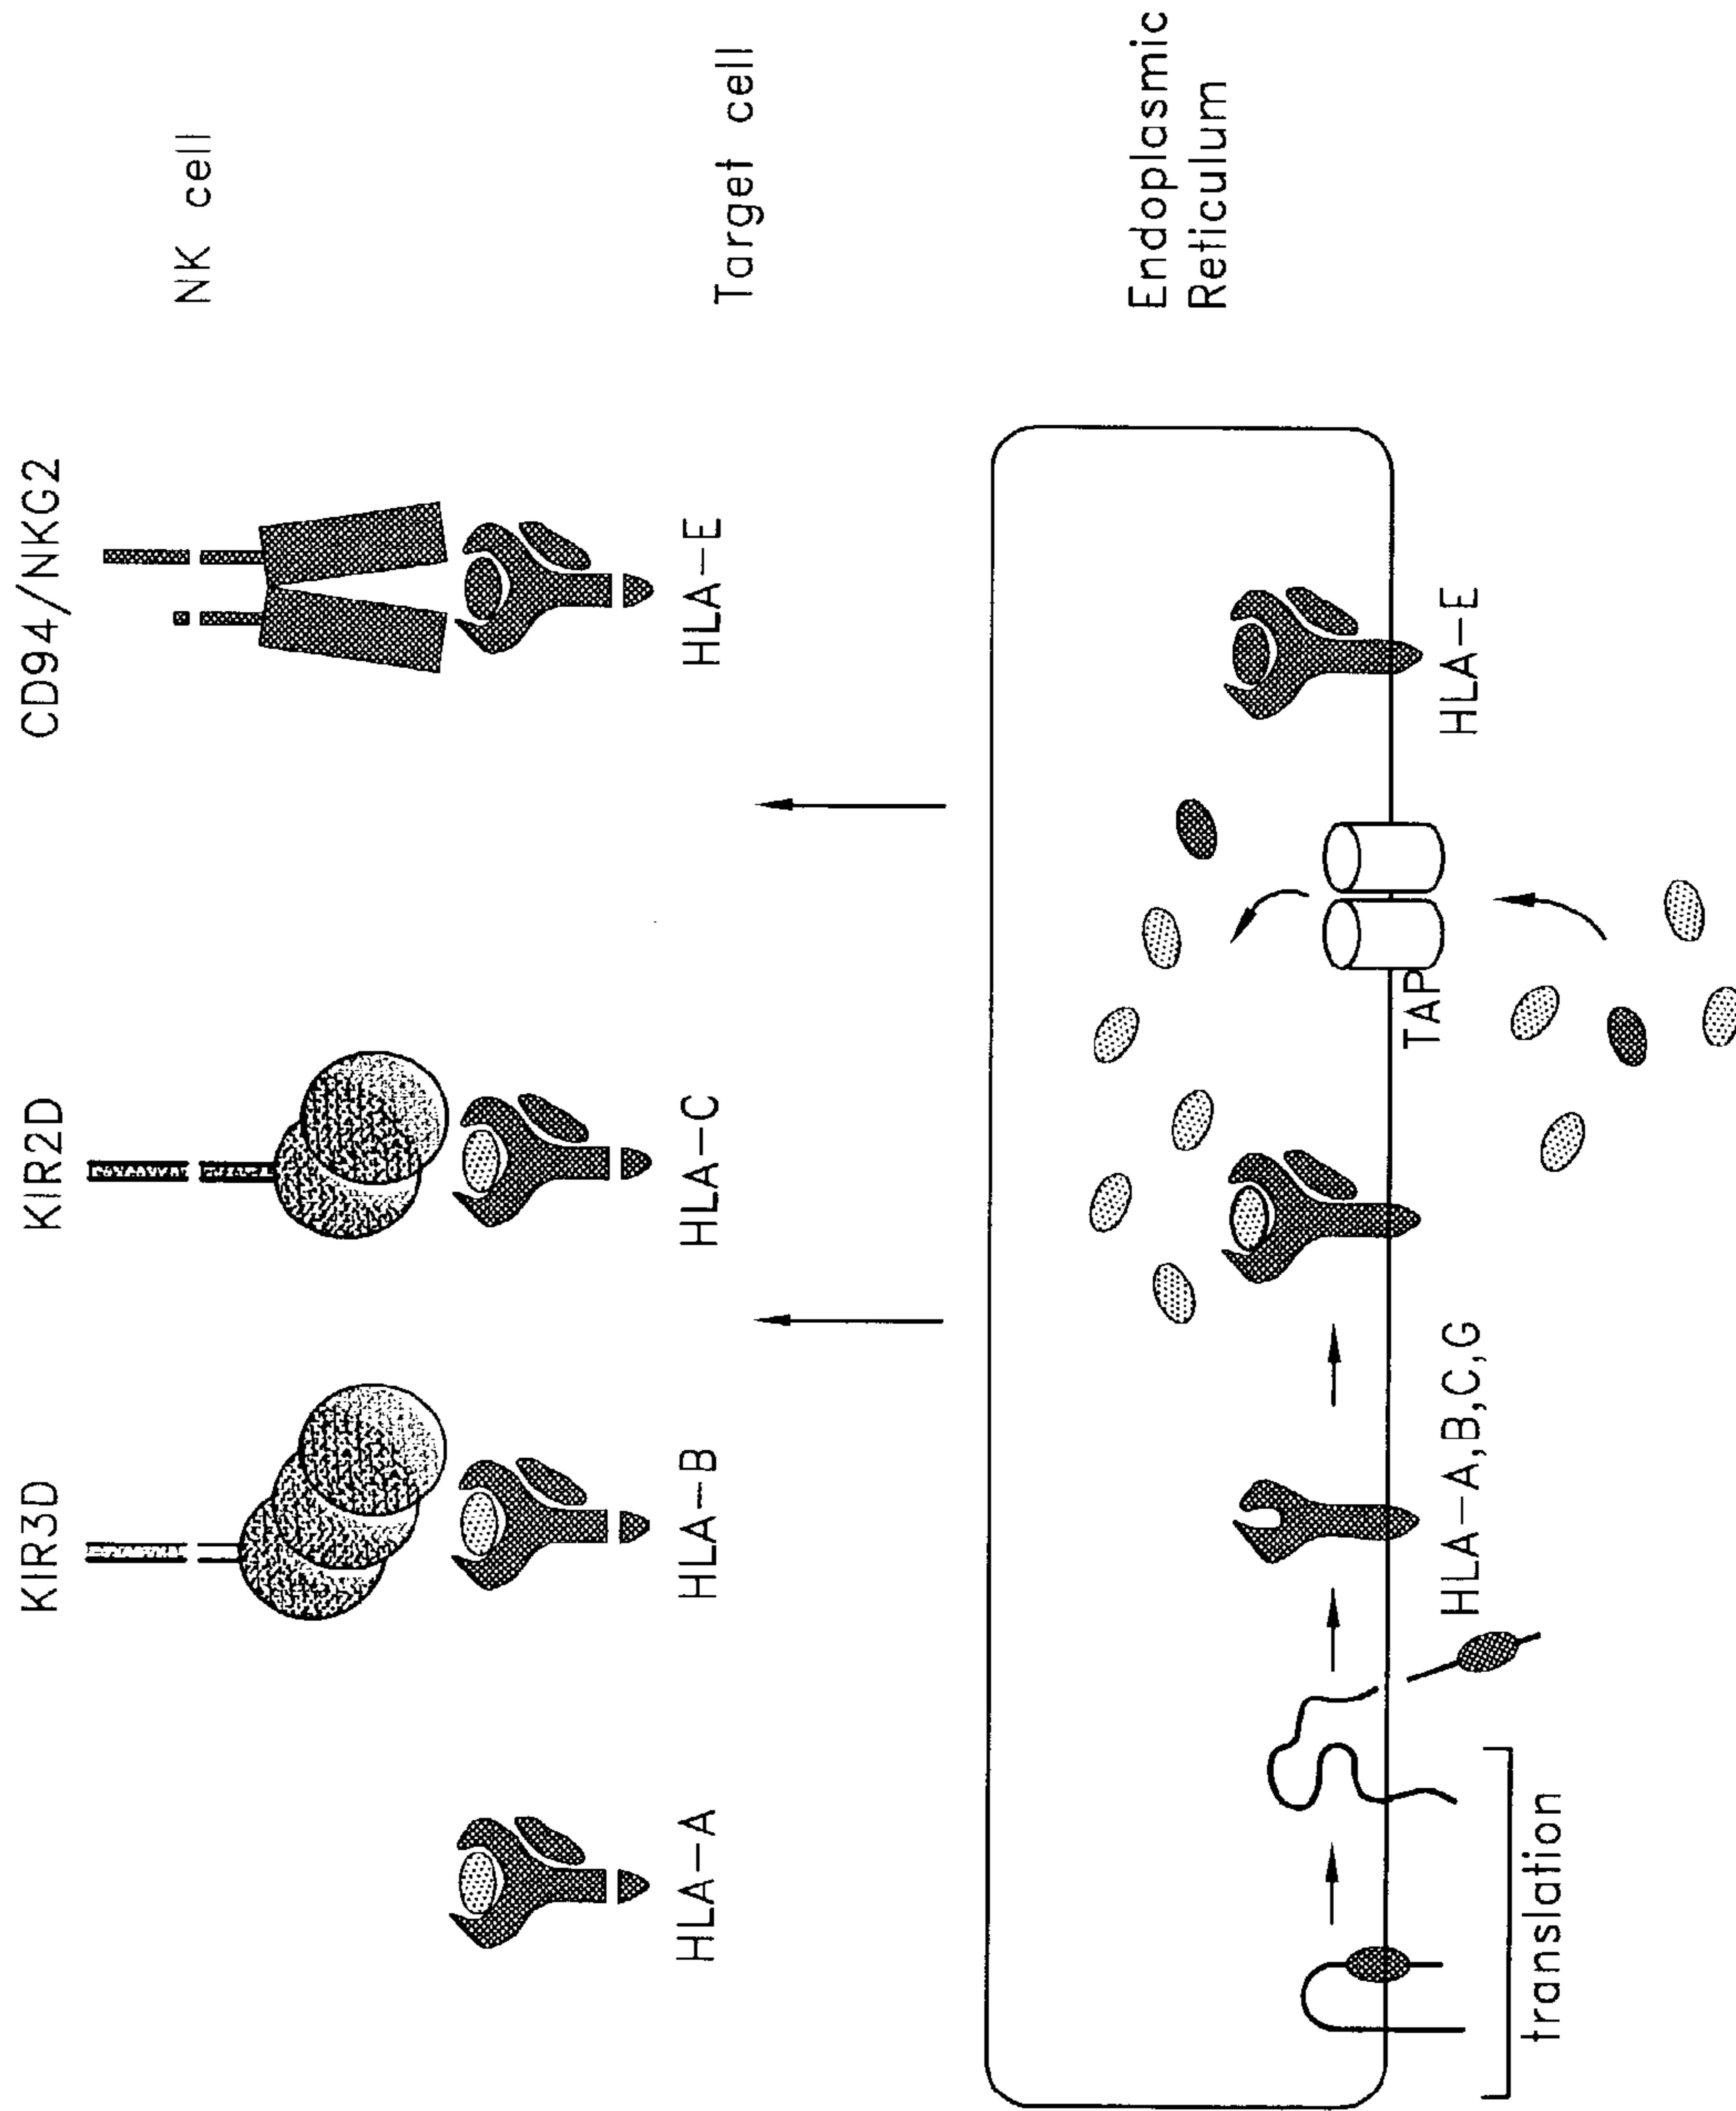 KIR3D
KIR2D
CD94/NKG2
NK cell
HLA-A
HLA-B
HLA-C
HLA-E
Target cell
Endoplasmic
Reticulum
TAP
HLA-A,B,C,G
HLA-E
translation